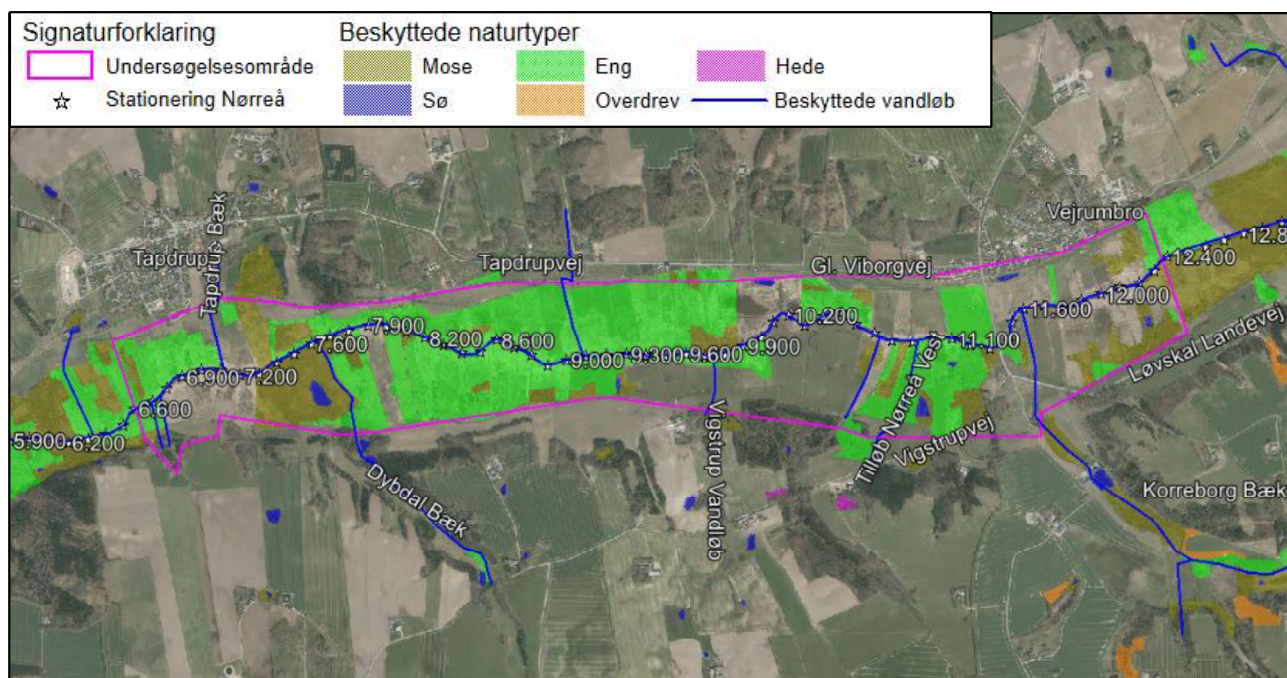 Signaturforklaring
Undersøgelsesområde
Stationering Nørreå
Beskyttede naturtyper
Mose
Eng
Hede
Sø
Overdrev
Beskyttede vandløb
Tapdrup
Tapdrup Bæk
Tapdrupvej
Gl. Viborgvej
Vejrumbro
Løvskal Landevej
5.900
6.200
6.600
6.900
7.200
7.600
7.900
8.200
8.600
9.000
9.300
9.600
9.900
10.200
11.100
11.600
12.000
12.400
12.8
Dybdal Bæk
Vigstrup Vandløb
Tilløb Nørreå Vest
Vigstrupvej
Korreborg Bæk